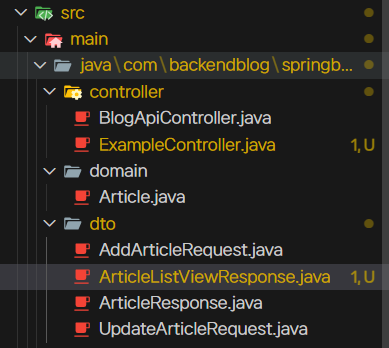 src
main
java\com\backendblog\springb...
controller
BlogApiController.java
ExampleController.java 1, U
domain
Article.java
dto
AddArticleRequest.java
ArticleListViewResponse.java 1, U
ArticleResponse.java
UpdateArticleRequest.java